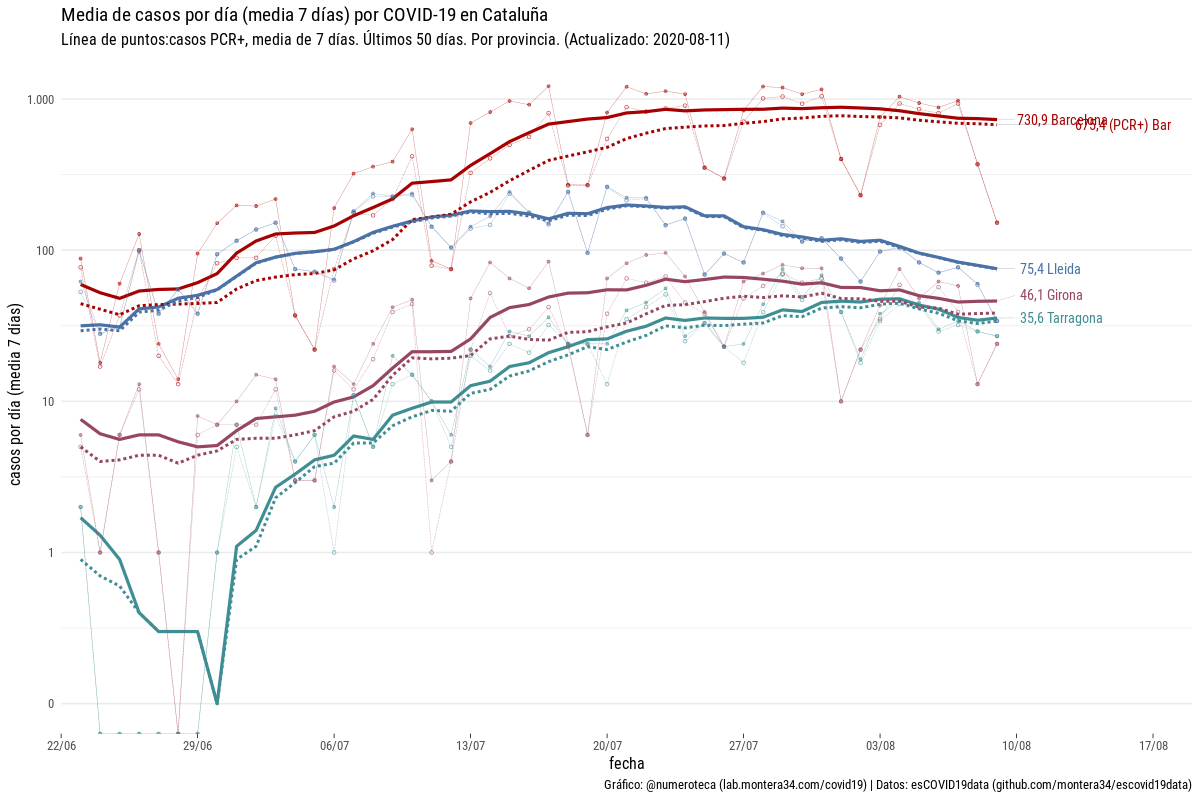 Media de casos por día (media 7 días) por COVID-19 en Cataluña
Línea de puntos:casos PCR+, media de 7 días. Últimos 50 días. Por provincia. (Actualizado: 2020-08-11)
casos por día (media 7 días)
1.000
100
10
1
0
730,9 Barcelona
675,4 (PCR+) Bar
75,4 Lleida
46,1 Girona
35,6 Tarragona
22/06
29/06
06/07
13/07
20/07
27/07
03/08
10/08
17/08
fecha
Gráfico: @numeroteca (lab.montera34.com/covid19) | Datos: esCOVID19data (github.com/montera34/escovid19data)